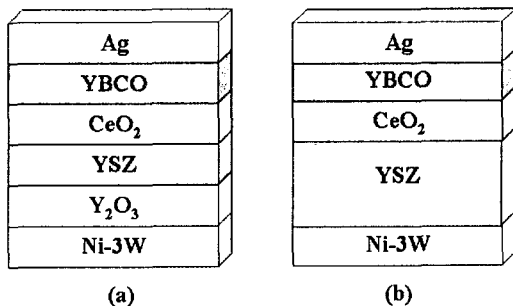 Ag
YBCO
CeO₂
YSZ
Y₂O₃
Ni-3W
(a)
Ag
YBCO
CeO₂
YSZ
Ni-3W
(b)